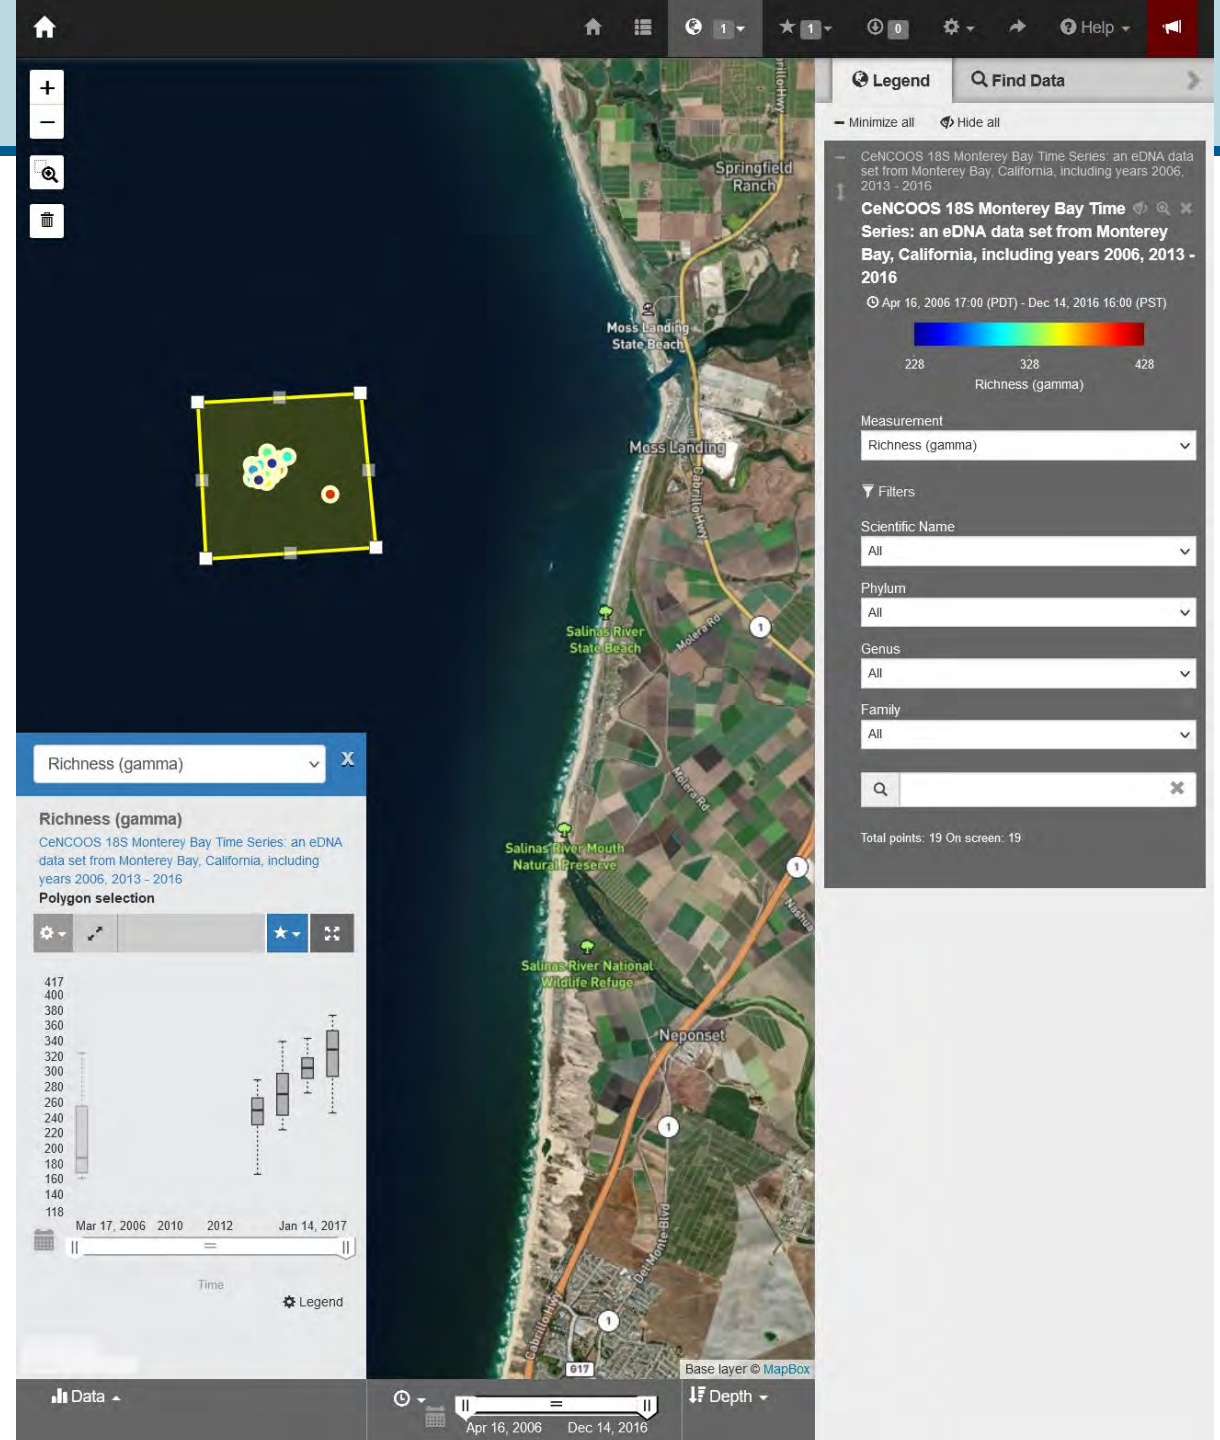 1
1
0
Help
+
−
Legend
Find Data
Minimize all
Hide all
CeNCOOS 18S Monterey Bay Time Series: an eDNA data
set from Monterey Bay, California, including years 2006,
2013 - 2016
CeNCOOS 18S Monterey Bay Time
Series: an eDNA data set from Monterey
Bay, California, including years 2006, 2013 -
2016
Apr 16, 2006 17:00 (PDT) - Dec 14, 2016 16:00 (PST)
228 328 428
Richness (gamma)
Measurement
Richness (gamma)
Filters
Scientific Name
All
Phylum
All
Genus
All
Family
All
Total points: 19 On screen: 19
Cabrillo Hwy
Springfield
Ranch
Moss Landing
State Beach
Moss Landing
Cabrillo Hwy
Salinas River
State Beach
Molera Rd
1
Molera Rd
Salinas River Mouth
Natural Preserve
1
Nashua
Salinas River National
Wildlife Refuge
Neponset
1
Del Monte Blvd
Cabrillo Hwy
1
G17
Base layer © MapBox
Richness (gamma)
X
Richness (gamma)
CeNCOOS 18S Monterey Bay Time Series: an eDNA
data set from Monterey Bay, California, including
years 2006, 2013 - 2016
Polygon selection
417
400
380
360
340
320
300
280
260
240
220
200
180
160
140
118
Mar 17, 2006 2010 2012 Jan 14, 2017
Time
Legend
Data
Apr 16, 2006 Dec 14, 2016
Depth